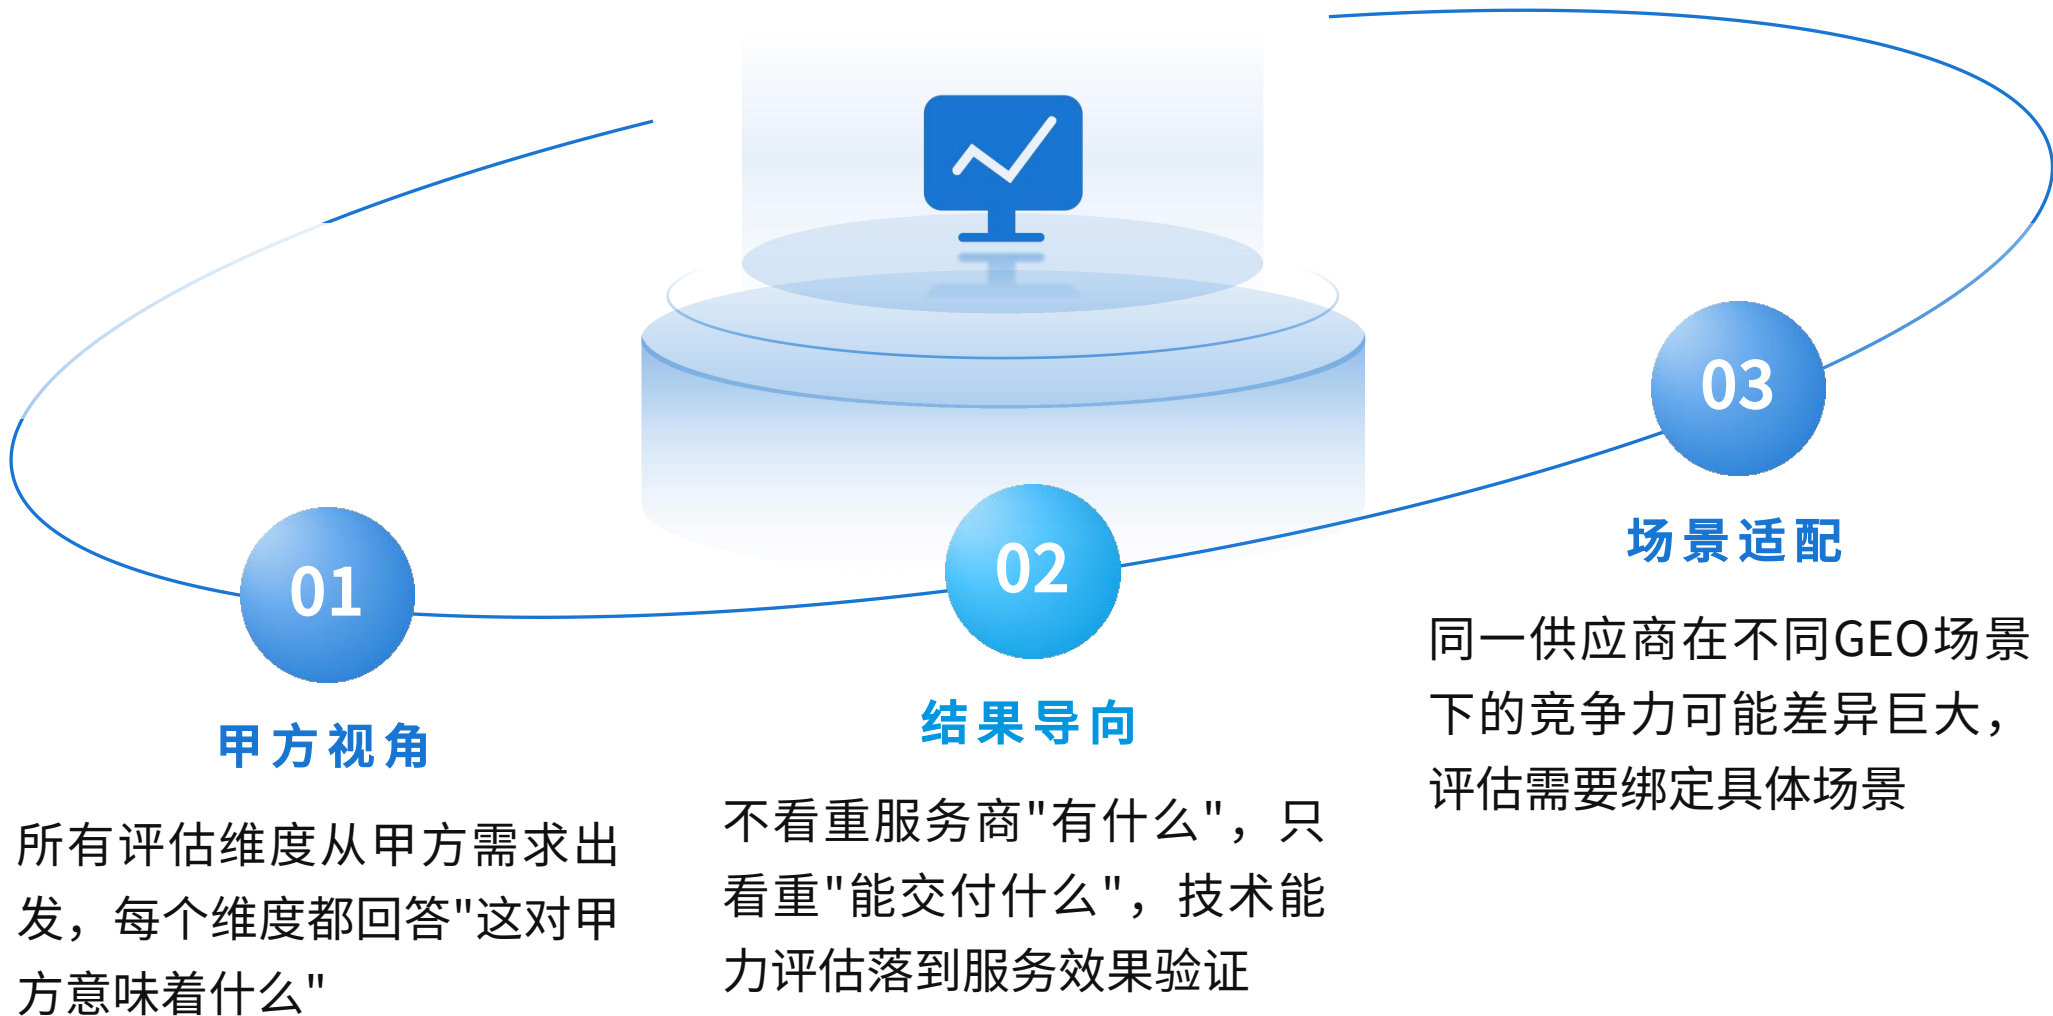 01
甲方视角
所有评估维度从甲方需求出
发，每个维度都回答"这对甲
方意味着什么"
02
结果导向
不看重服务商"有什么"，只
看重"能交付什么"，技术能
力评估落到服务效果验证
03
场景适配
同一供应商在不同GEO场景
下的竞争力可能差异巨大，
评估需要绑定具体场景